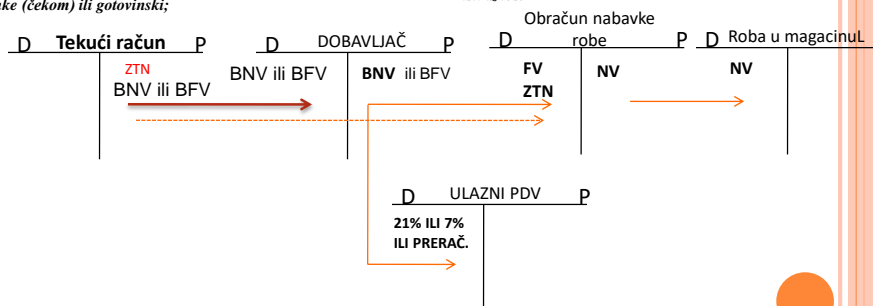 ke (čekom) ili gotovinski;
D Tekući račun P
ZTN
BNV ili BFV
D DOBAVLJAČ P
BNV ili BFV
BNV ili BFV
Obračun nabavke
D robe P
FV
ZTN
NV
D Roba u magacinuL
NV
D ULAZNI PDV P
21% ILI 7%
ILI PRERAČ.